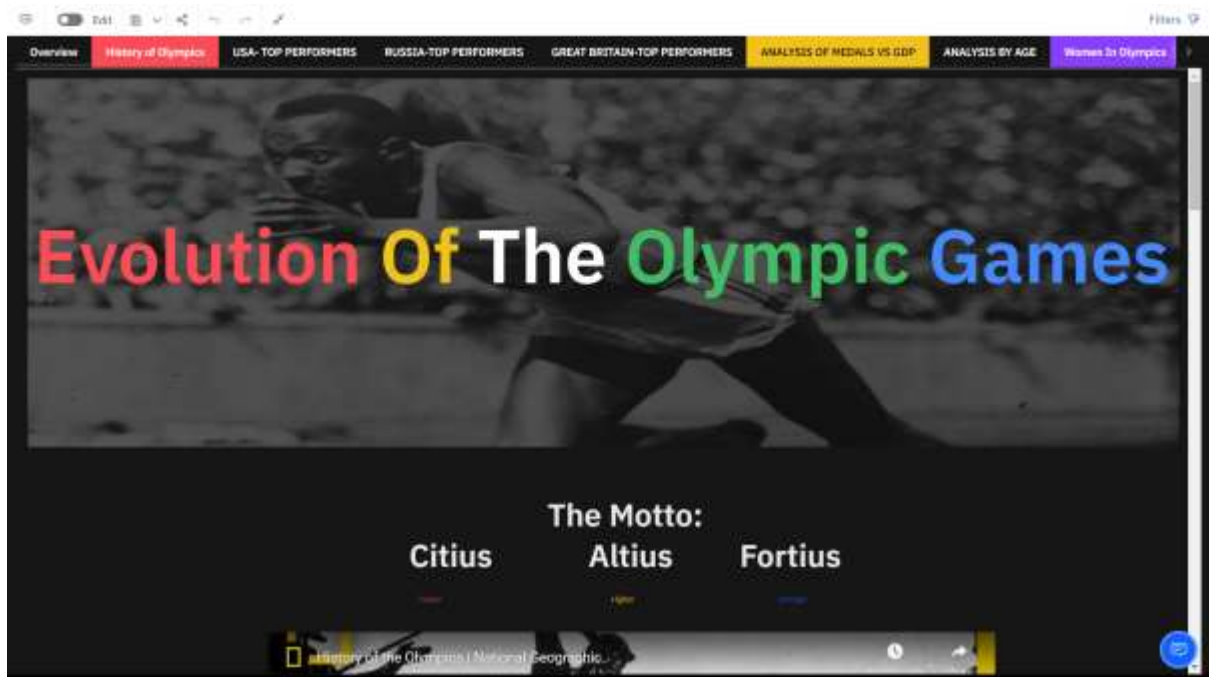 Edit
Filters
Overview History of Olympics USA- TOP PERFORMERS RUSSIA-TOP PERFORMERS GREAT BRITAIN-TOP PERFORMERS ANALYSIS OF MEDALS VS GDP ANALYSIS BY AGE Women In Olympics
Evolution Of The Olympic Games
The Motto:
Citius Altius Fortius
History of the Olympics | National Geographic